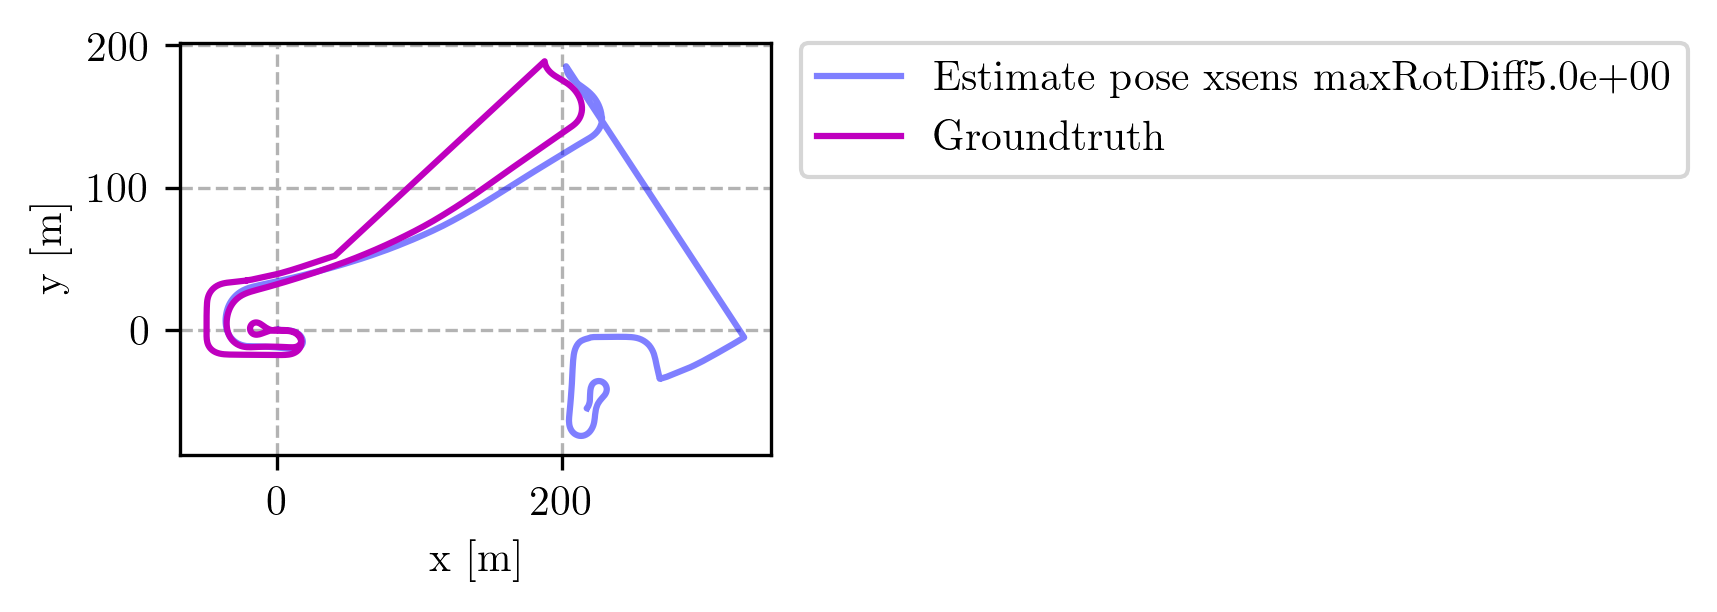 200
100
0
0
200
y [m]
x [m]
Estimate pose xsens maxRotDiff5.0e+00
Groundtruth